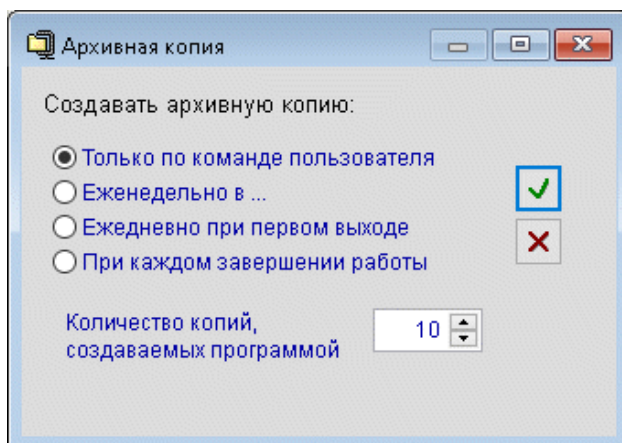 Архивная копия
Создавать архивную копию:
Только по команде пользователя
Еженедельно в ...
Ежедневно при первом выходе
При каждом завершении работы
Количество копий,
создаваемых программой
10